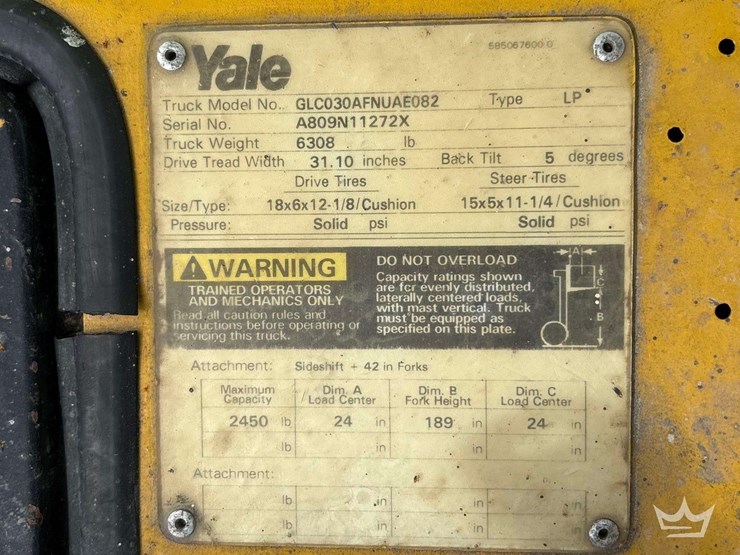 585067600 0
Yale
Truck Model No. GLC030AFNUAE082 Type LP
Serial No. A809N11272X
Truck Weight 6308 lb
Drive Tread Width 31.10 inches Back Tilt 5 degrees
Drive Tires Steer Tires
Size/Type: 18x6x12-1/8/Cushion 15x5x11-1/4/Cushion
Pressure: Solid psi Solid psi
WARNING
TRAINED OPERATORS
AND MECHANICS ONLY
Read all caution rules and
instructions before operating or
servicing this truck.
DO NOT OVERLOAD
Capacity ratings shown
are for evenly distributed,
laterally centered loads,
with mast vertical. Truck
must be equipped as
specified on this plate.
A
C
B
Attachment: Sideshift + 42 in Forks
Maximum Capacity Dim. A Load Center Dim. B Fork Height Dim. C Load Center
2450 lb 24 in 189 in 24 in
lb in in in
Attachment:
lb in in in
lb in in in